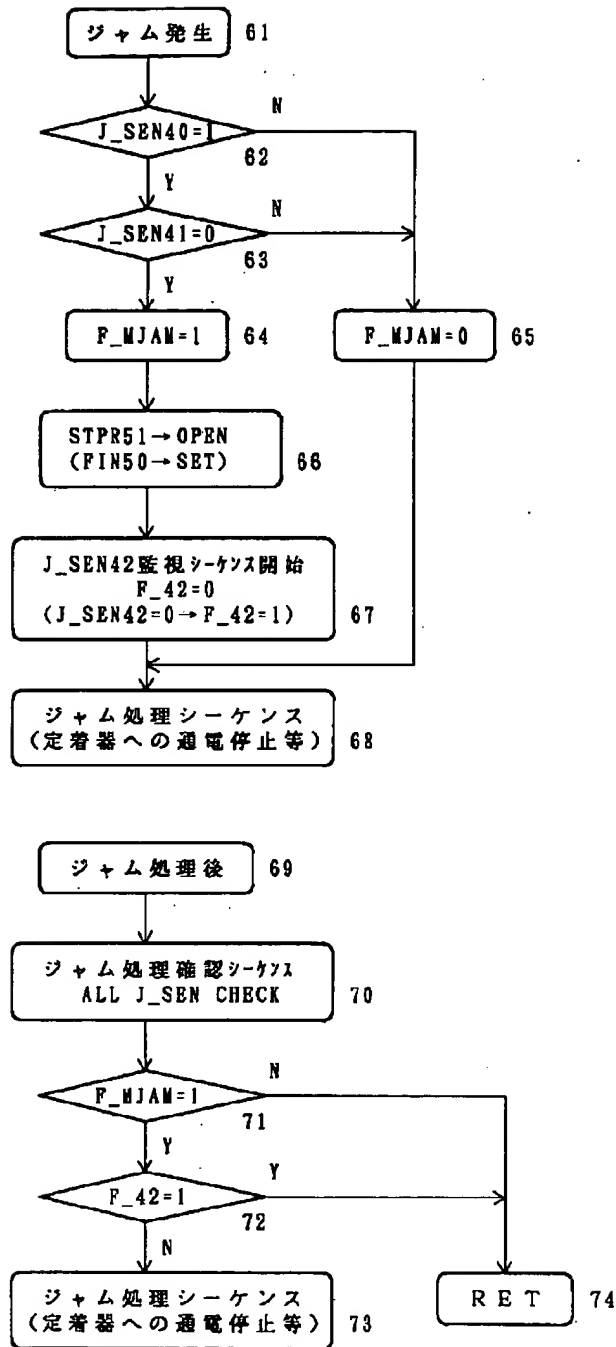 ジャム発生 61
N
J_SEN40=1
62
Y
N
J_SEN41=0
63
Y
F_MJAM=1 64
F_MJAM=0 65
STPR51→OPEN
(FIN50→SET) 66
J_SEN42監視シーケンス開始
F_42=0
(J_SEN42=0→F_42=1) 67
ジャム処理シーケンス
(定着器への通電停止等) 68
ジャム処理後 69
ジャム処理確認シーケンス
ALL J_SEN CHECK 70
N
F_MJAM=1
71
Y
Y
F_42=1
72
N
ジャム処理シーケンス
(定着器への通電停止等) 73
RET 74